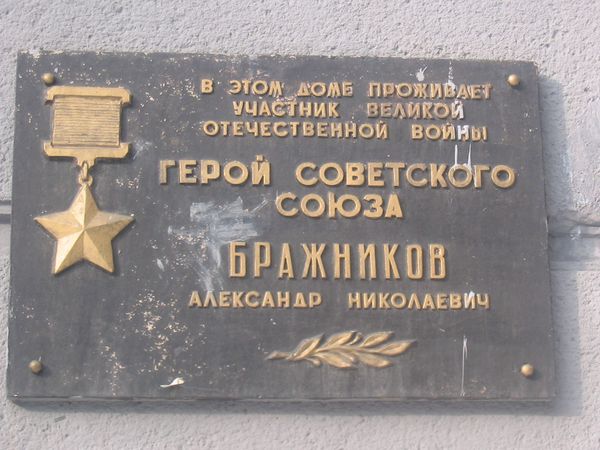 В ЭТОМ ДОМЕ ПРОЖИВАЕТ
УЧАСТНИК ВЕЛИКОЙ
ОТЕЧЕСТВЕННОЙ ВОЙНЫ
ГЕРОЙ СОВЕТСКОГО
СОЮЗА
БРАЖНИКОВ
АЛЕКСАНДР НИКОЛАЕВИЧ